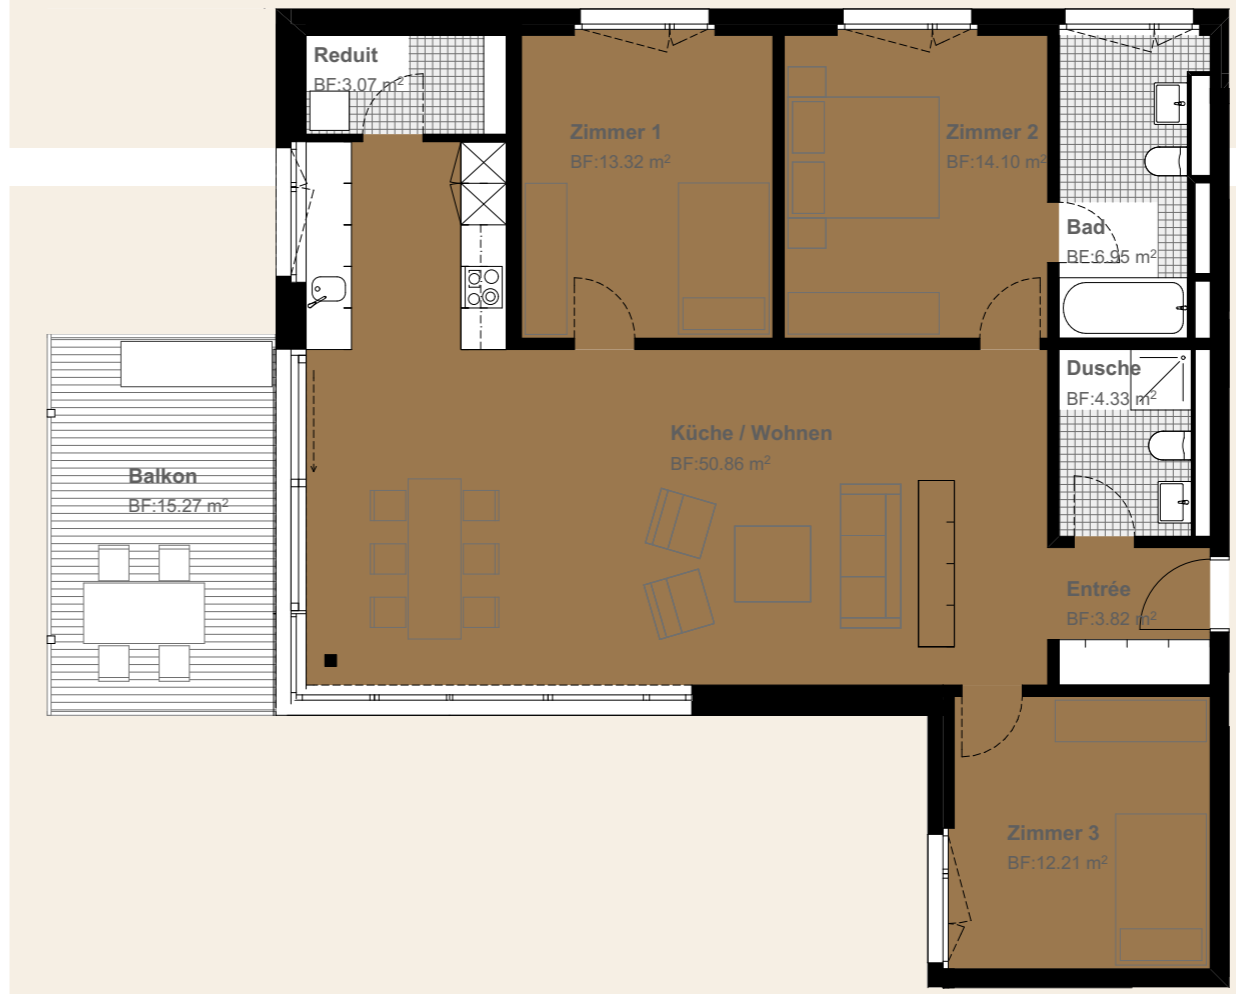 Reduit
BF:3.07 m²
Zimmer 1
BF:13.32 m²
Zimmer 2
BF:14.10 m²
Bad
BF:6.95 m²
Dusche
BF:4.33 m²
Küche / Wohnen
BF:50.86 m²
Balkon
BF:15.27 m²
Entrée
BF:3.82 m²
Zimmer 3
BF:12.21 m²